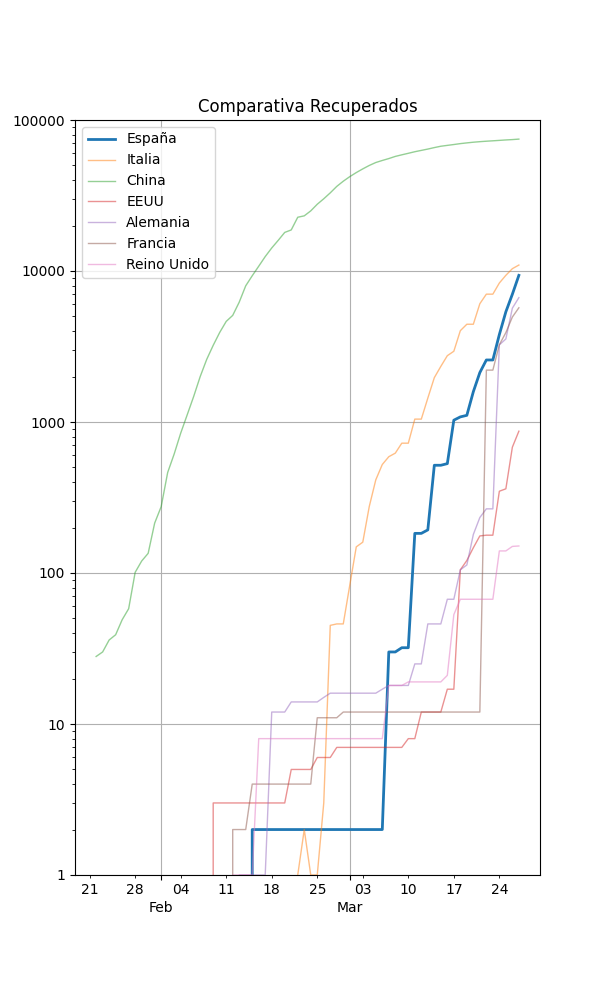 Comparativa Recuperados
100000
10000
1000
100
10
1
España
Italia
China
EEUU
Alemania
Francia
Reino Unido
21 28 04 11 18 25 03 10 17 24
Feb Mar